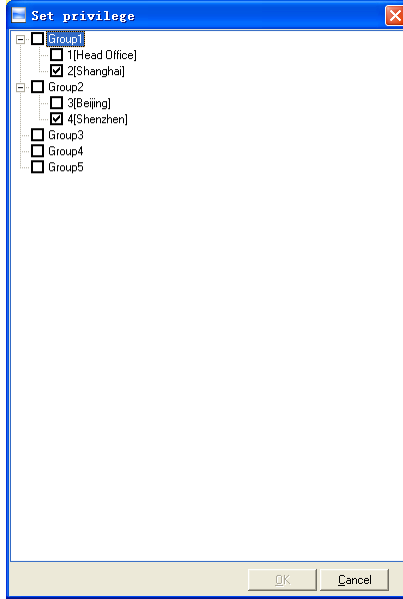 Set privilege
Group1
1[Head Office]
2[Shanghai]
Group2
3[Beijing]
4[Shenzhen]
Group3
Group4
Group5
OK Cancel